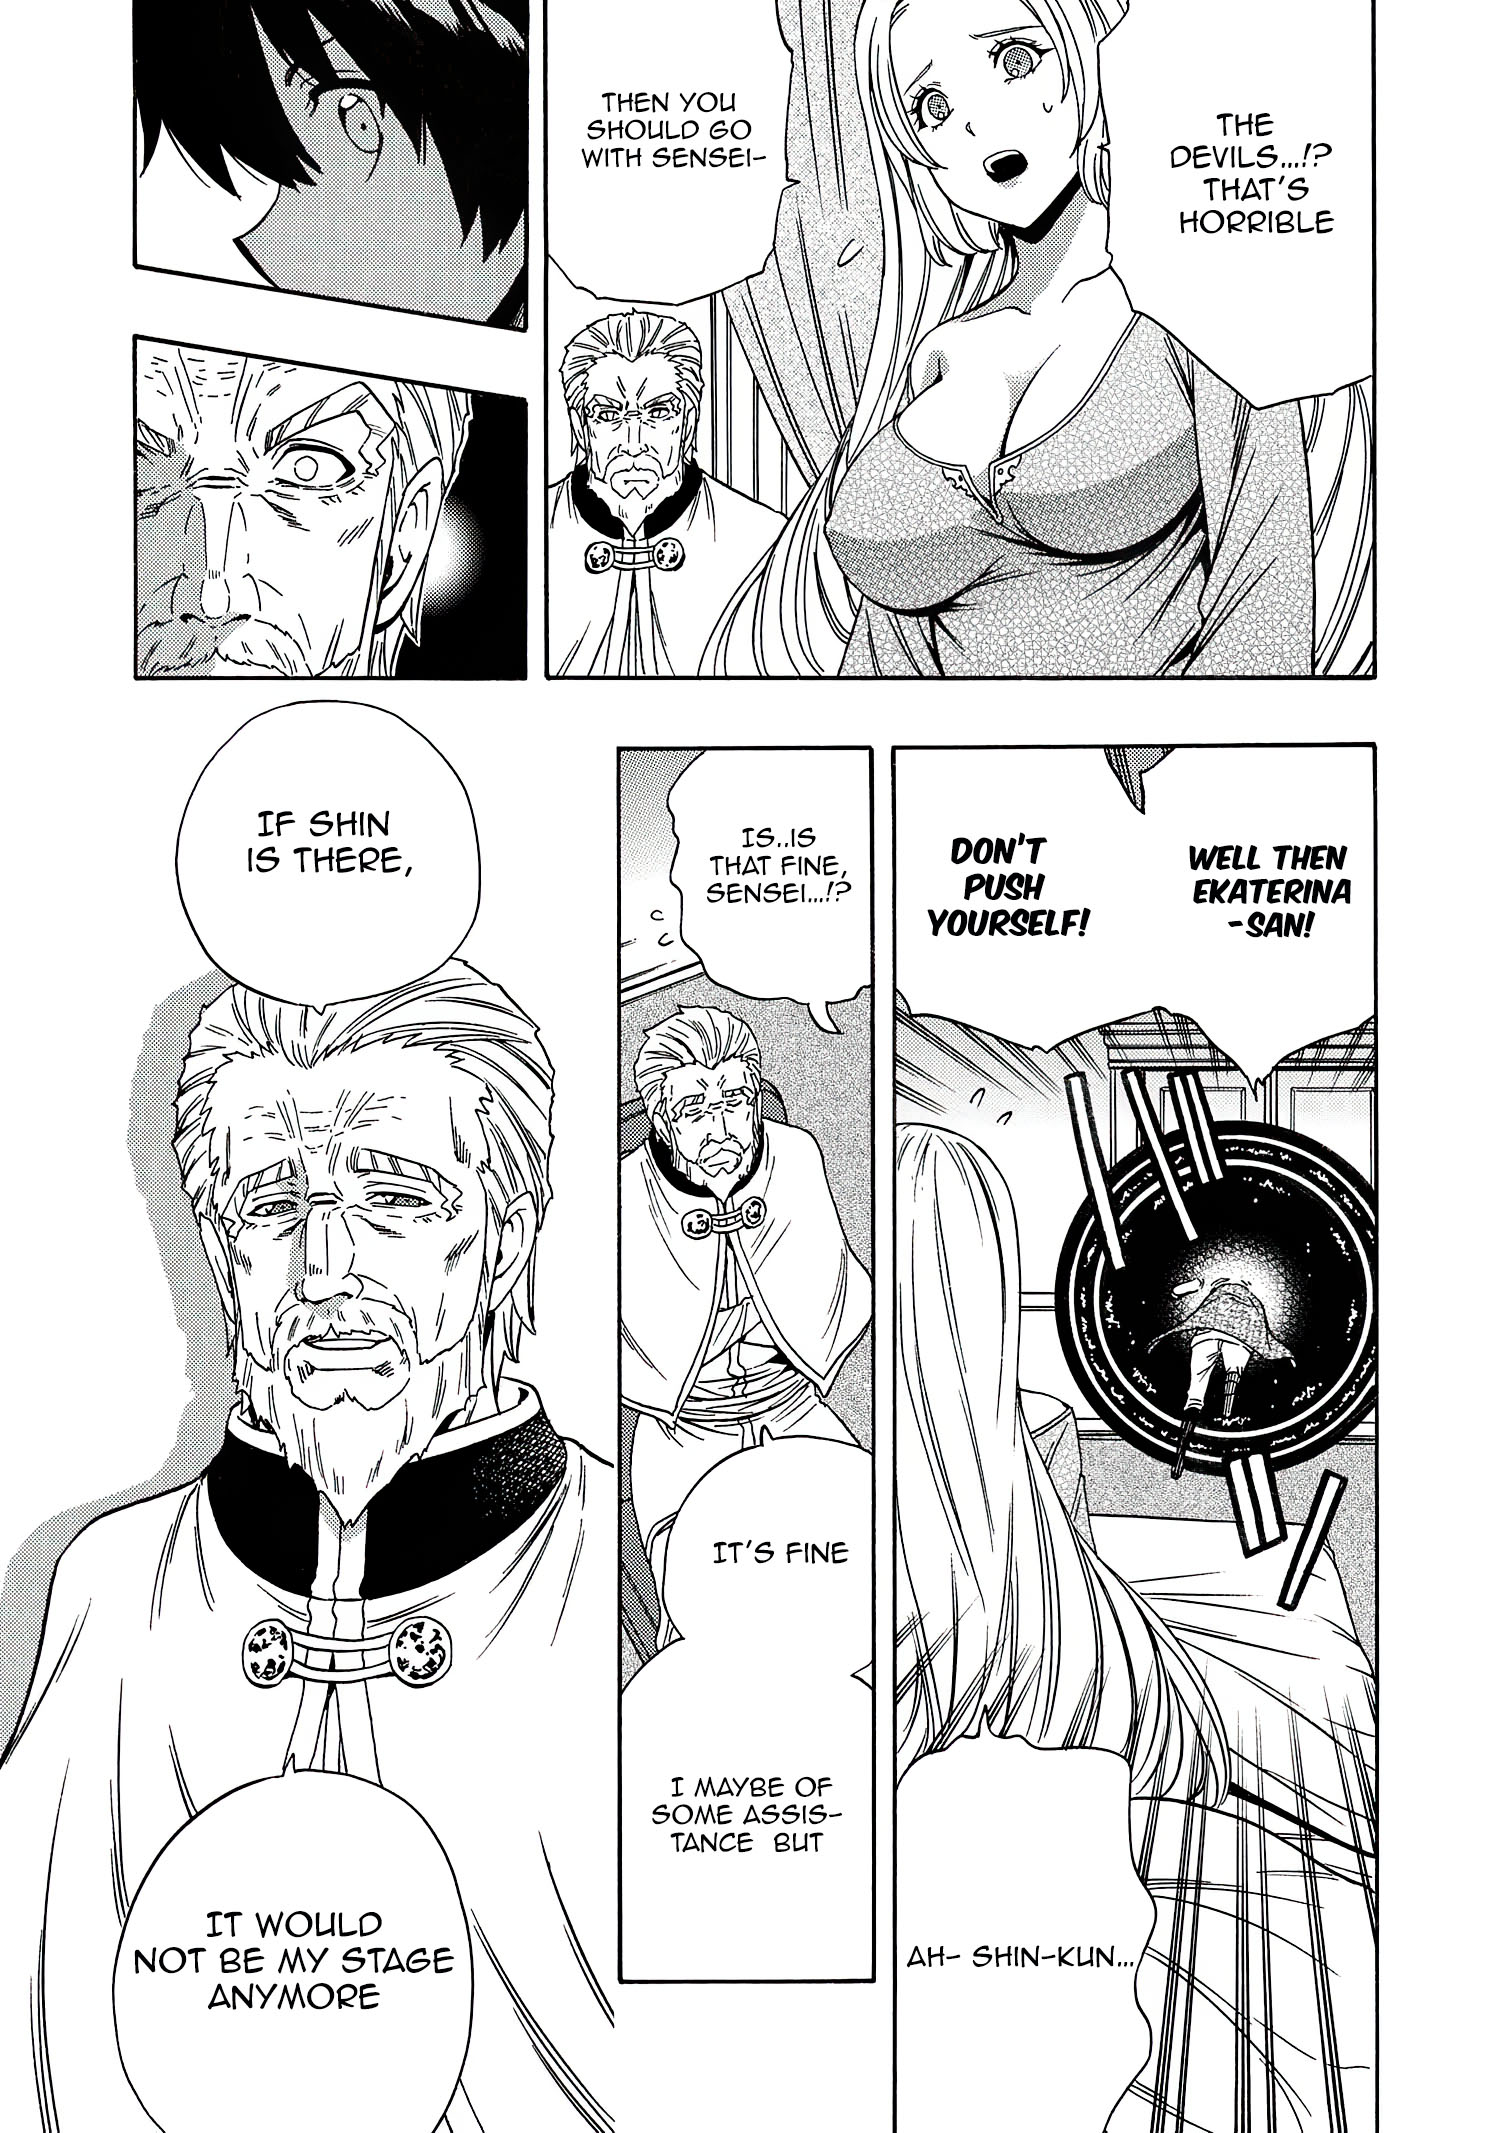 THE
DEVILS...!?
THAT'S
HORRIBLE
THEN YOU
SHOULD GO
WITH SENSEI-
WELL THEN
EKATERINA
-SAN!
DON'T
PUSH
YOURSELF!
AH- SHIN-KUN...
IS..IS
THAT FINE,
SENSEI...!?
IT'S FINE
I MAYBE OF
SOME ASSIS-
TANCE BUT
IF SHIN
IS THERE,
IT WOULD
NOT BE MY STAGE
ANYMORE